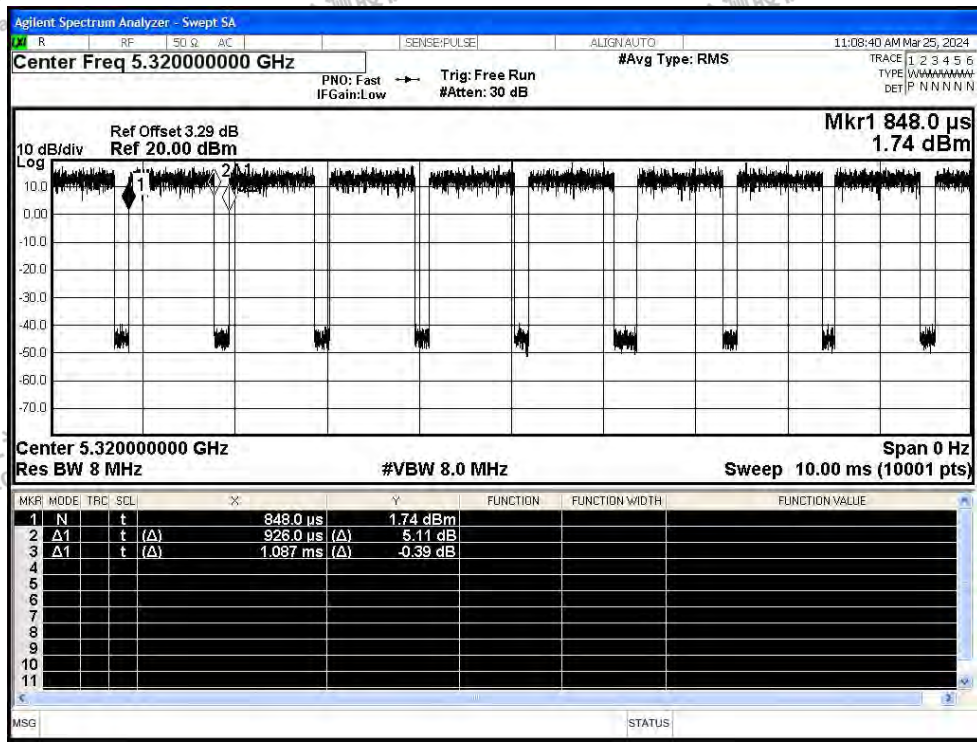 Agilent Spectrum Analyzer - Swept SA
LXI R RF 50 Ω AC SENSE:PULSE ALIGN AUTO 11:08:40 AM Mar 25, 2024
Center Freq 5.320000000 GHz #Avg Type: RMS TRACE 1 2 3 4 5 6
PNO: Fast Trig: Free Run TYPE WWWWWW
IFGain:Low #Atten: 30 dB DET P N N N N N
Mkr1 848.0 µs
Ref Offset 3.29 dB
10 dB/div Ref 20.00 dBm 1.74 dBm
Log
10.0
0.00
-10.0
-20.0
-30.0
-40.0
-50.0
-60.0
-70.0
1
2Δ1
Center 5.320000000 GHz Span 0 Hz
Res BW 8 MHz #VBW 8.0 MHz Sweep 10.00 ms (10001 pts)
MKR MODE TRC SCL X Y FUNCTION FUNCTION WIDTH FUNCTION VALUE
1 N t 848.0 µs 1.74 dBm
2 Δ1 t (Δ) 926.0 µs (Δ) 5.11 dB
3 Δ1 t (Δ) 1.087 ms (Δ) -0.39 dB
4
5
6
7
8
9
10
11
MSG STATUS